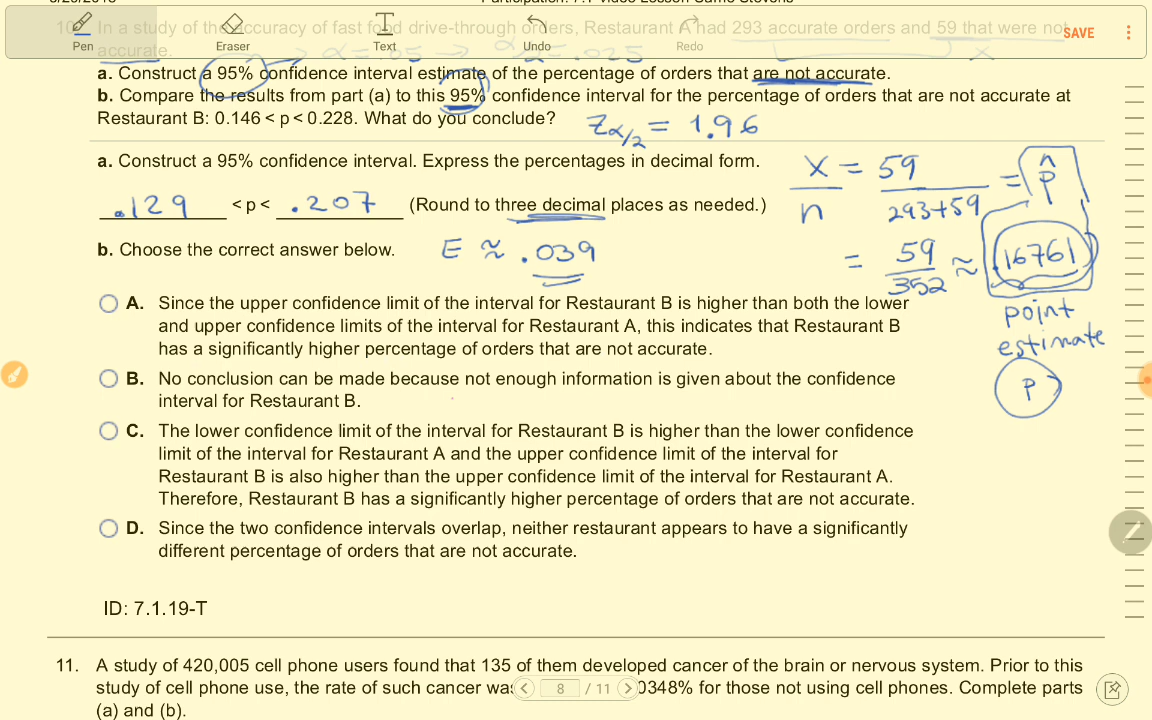 Pen Eraser Text Undo Redo SAVE
In a study of the accuracy of fast food drive-through orders, Restaurant A had 293 accurate orders and 59 that were not
accurate. α = .05 → .025 x
a. Construct a 95% confidence interval estimate of the percentage of orders that are not accurate.
b. Compare the results from part (a) to this 95% confidence interval for the percentage of orders that are not accurate at
Restaurant B: 0.146 < p < 0.228. What do you conclude?
Zα/2 = 1.96
a. Construct a 95% confidence interval. Express the percentages in decimal form.
x/n = 59/293+59 = p̂
.129 < p < .207 (Round to three decimal places as needed.)
= 59/352 ≈ .16761
point
estimate
p
b. Choose the correct answer below.
E ≈ .039
A. Since the upper confidence limit of the interval for Restaurant B is higher than both the lower
and upper confidence limits of the interval for Restaurant A, this indicates that Restaurant B
has a significantly higher percentage of orders that are not accurate.
B. No conclusion can be made because not enough information is given about the confidence
interval for Restaurant B.
C. The lower confidence limit of the interval for Restaurant B is higher than the lower confidence
limit of the interval for Restaurant A and the upper confidence limit of the interval for
Restaurant B is also higher than the upper confidence limit of the interval for Restaurant A.
Therefore, Restaurant B has a significantly higher percentage of orders that are not accurate.
D. Since the two confidence intervals overlap, neither restaurant appears to have a significantly
different percentage of orders that are not accurate.
ID: 7.1.19-T
11. A study of 420,005 cell phone users found that 135 of them developed cancer of the brain or nervous system. Prior to this
study of cell phone use, the rate of such cancer was 0348% for those not using cell phones. Complete parts
8 / 11
(a) and (b).